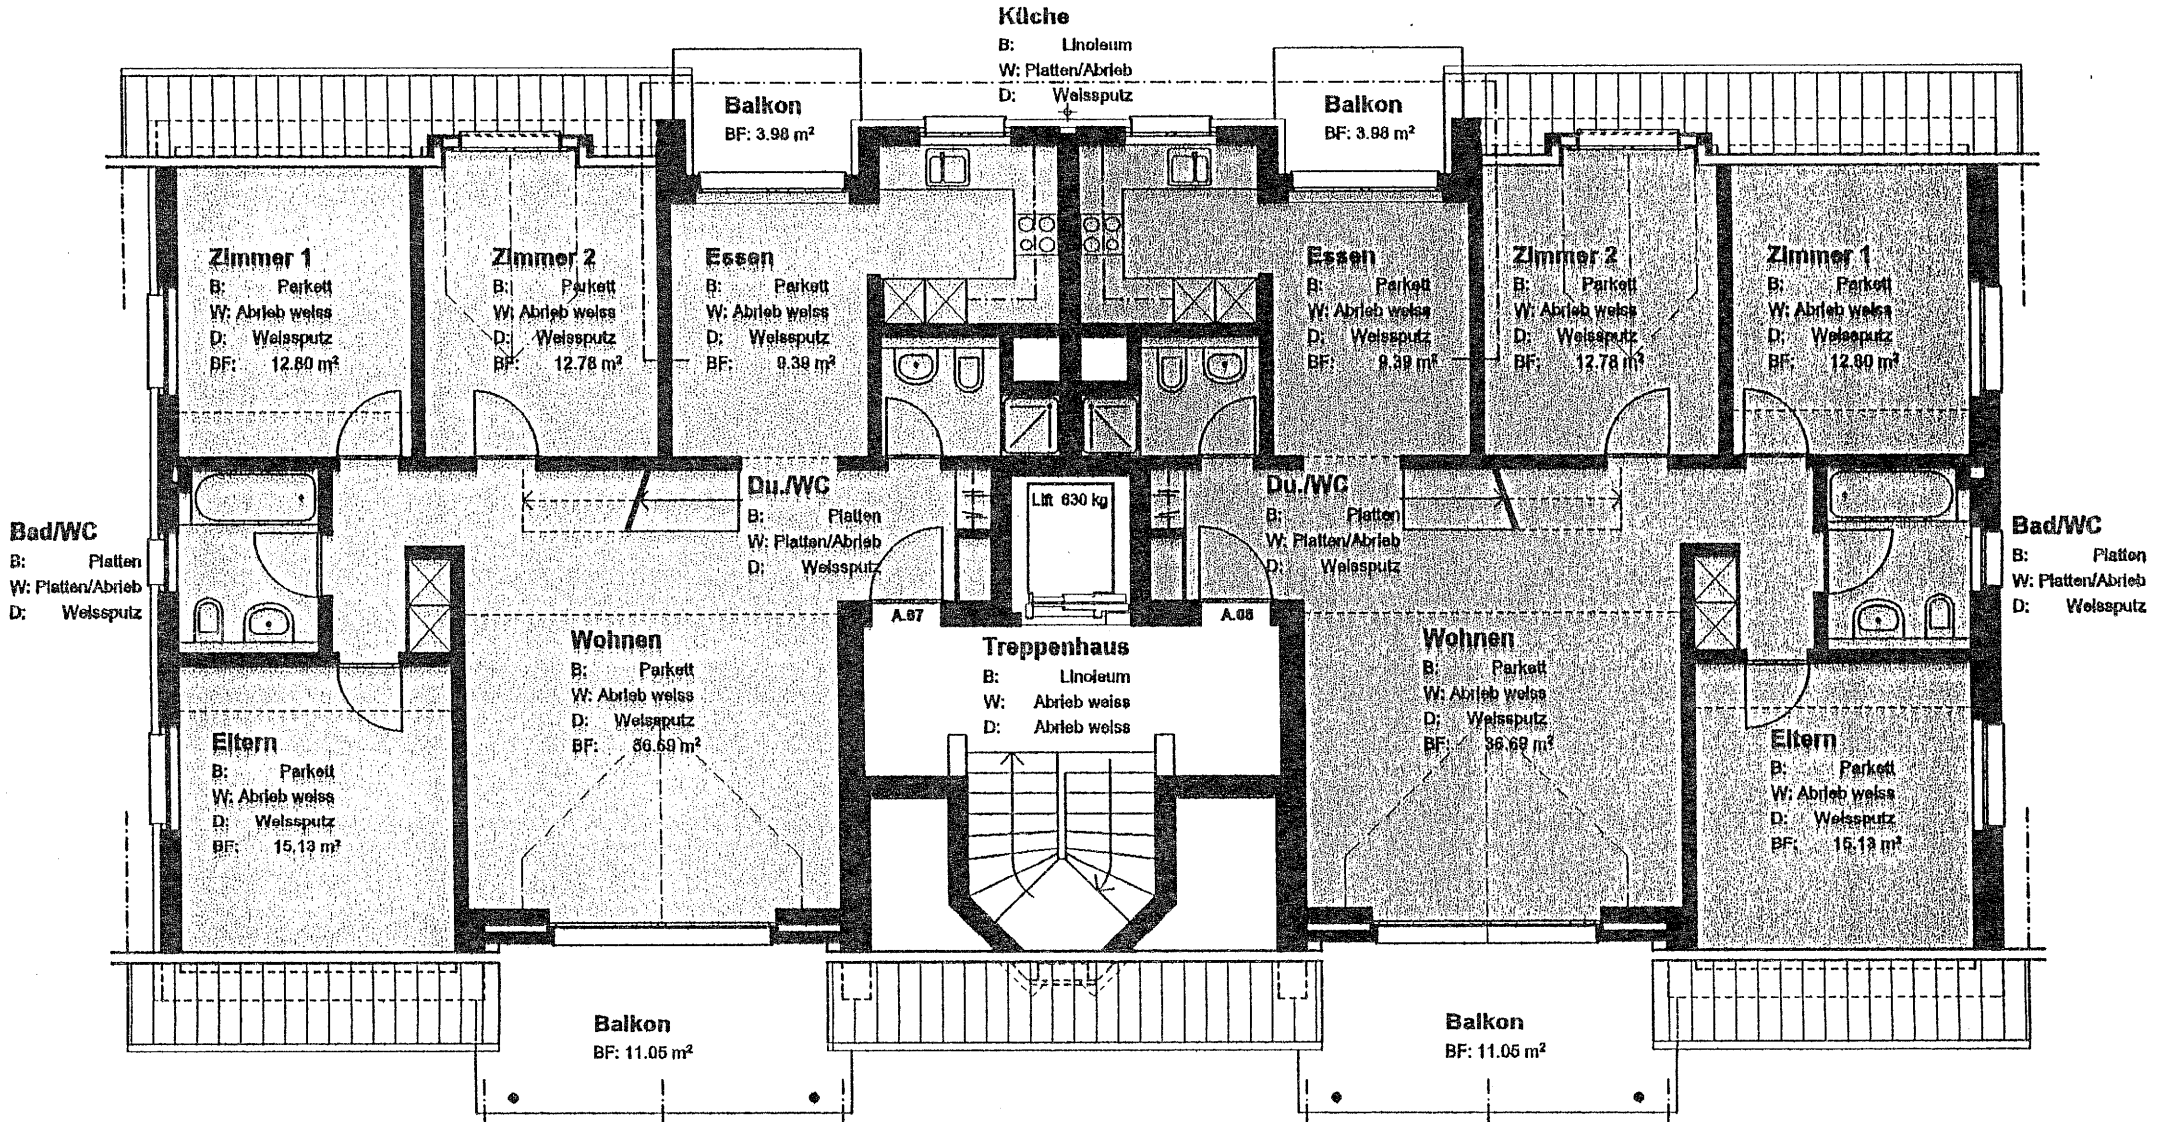 Küche
B: Linoleum
W: Platten/Abrieb
D: Weissputz
Balkon
BF: 3.98 m²
Balkon
BF: 3.98 m²
Zimmer 1
B: Parkett
W: Abrieb weiss
D: Weissputz
BF: 12.80 m²
Zimmer 2
B: Parkett
W: Abrieb weiss
D: Weissputz
BF: 12.78 m²
Essen
B: Parkett
W: Abrieb weiss
D: Weissputz
BF: 9.39 m²
Essen
B: Parkett
W: Abrieb weiss
D: Weissputz
BF: 9.39 m²
Zimmer 2
B: Parkett
W: Abrieb weiss
D: Weissputz
BF: 12.78 m²
Zimmer 1
B: Parkett
W: Abrieb weiss
D: Weissputz
BF: 12.80 m²
Bad/WC
B: Platten
W: Platten/Abrieb
D: Weissputz
Du./WC
B: Platten
W: Platten/Abrieb
D: Weissputz
Lift 630 kg
Du./WC
B: Platten
W: Platten/Abrieb
D: Weissputz
Bad/WC
B: Platten
W: Platten/Abrieb
D: Weissputz
A.07
A.08
Wohnen
B: Parkett
W: Abrieb weiss
D: Weissputz
BF: 36.69 m²
Treppenhaus
B: Linoleum
W: Abrieb weiss
D: Abrieb weiss
Wohnen
B: Parkett
W: Abrieb weiss
D: Weissputz
BF: 36.69 m²
Eltern
B: Parkett
W: Abrieb weiss
D: Weissputz
BF: 15.13 m²
Eltern
B: Parkett
W: Abrieb weiss
D: Weissputz
BF: 15.13 m²
Balkon
BF: 11.05 m²
Balkon
BF: 11.05 m²